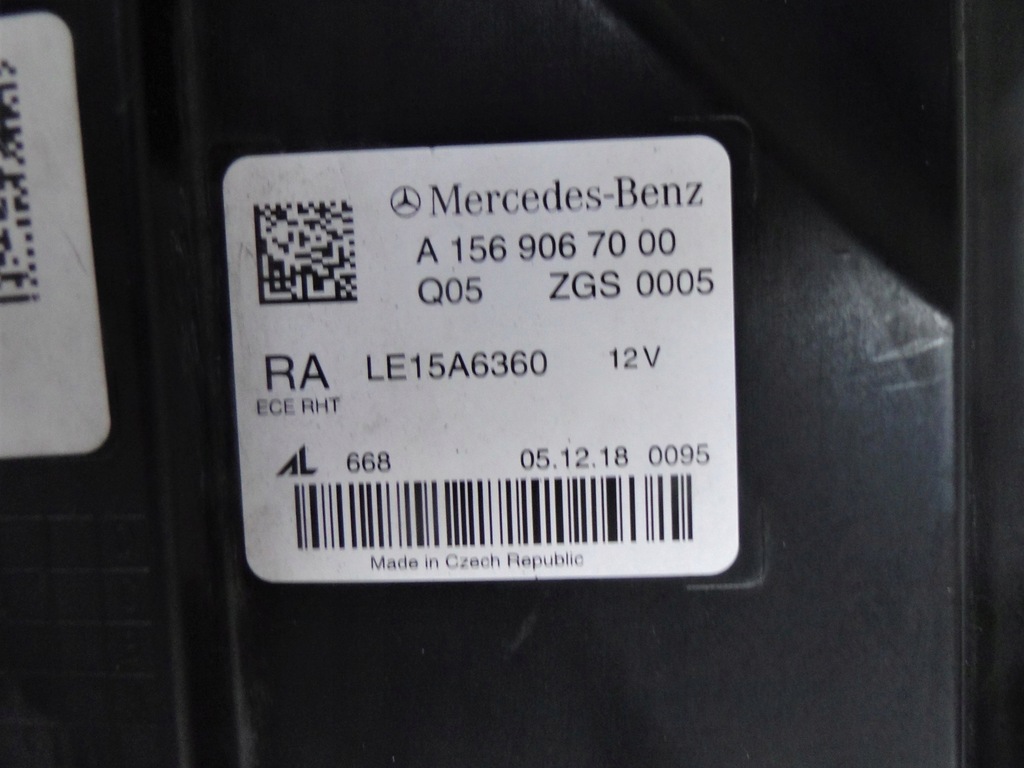 Mercedes-Benz
A 156 906 70 00
Q05 ZGS 0005
RA LE15A6360 12V
ECE RHT
AL 668 05.12.18 0095
Made in Czech Republic